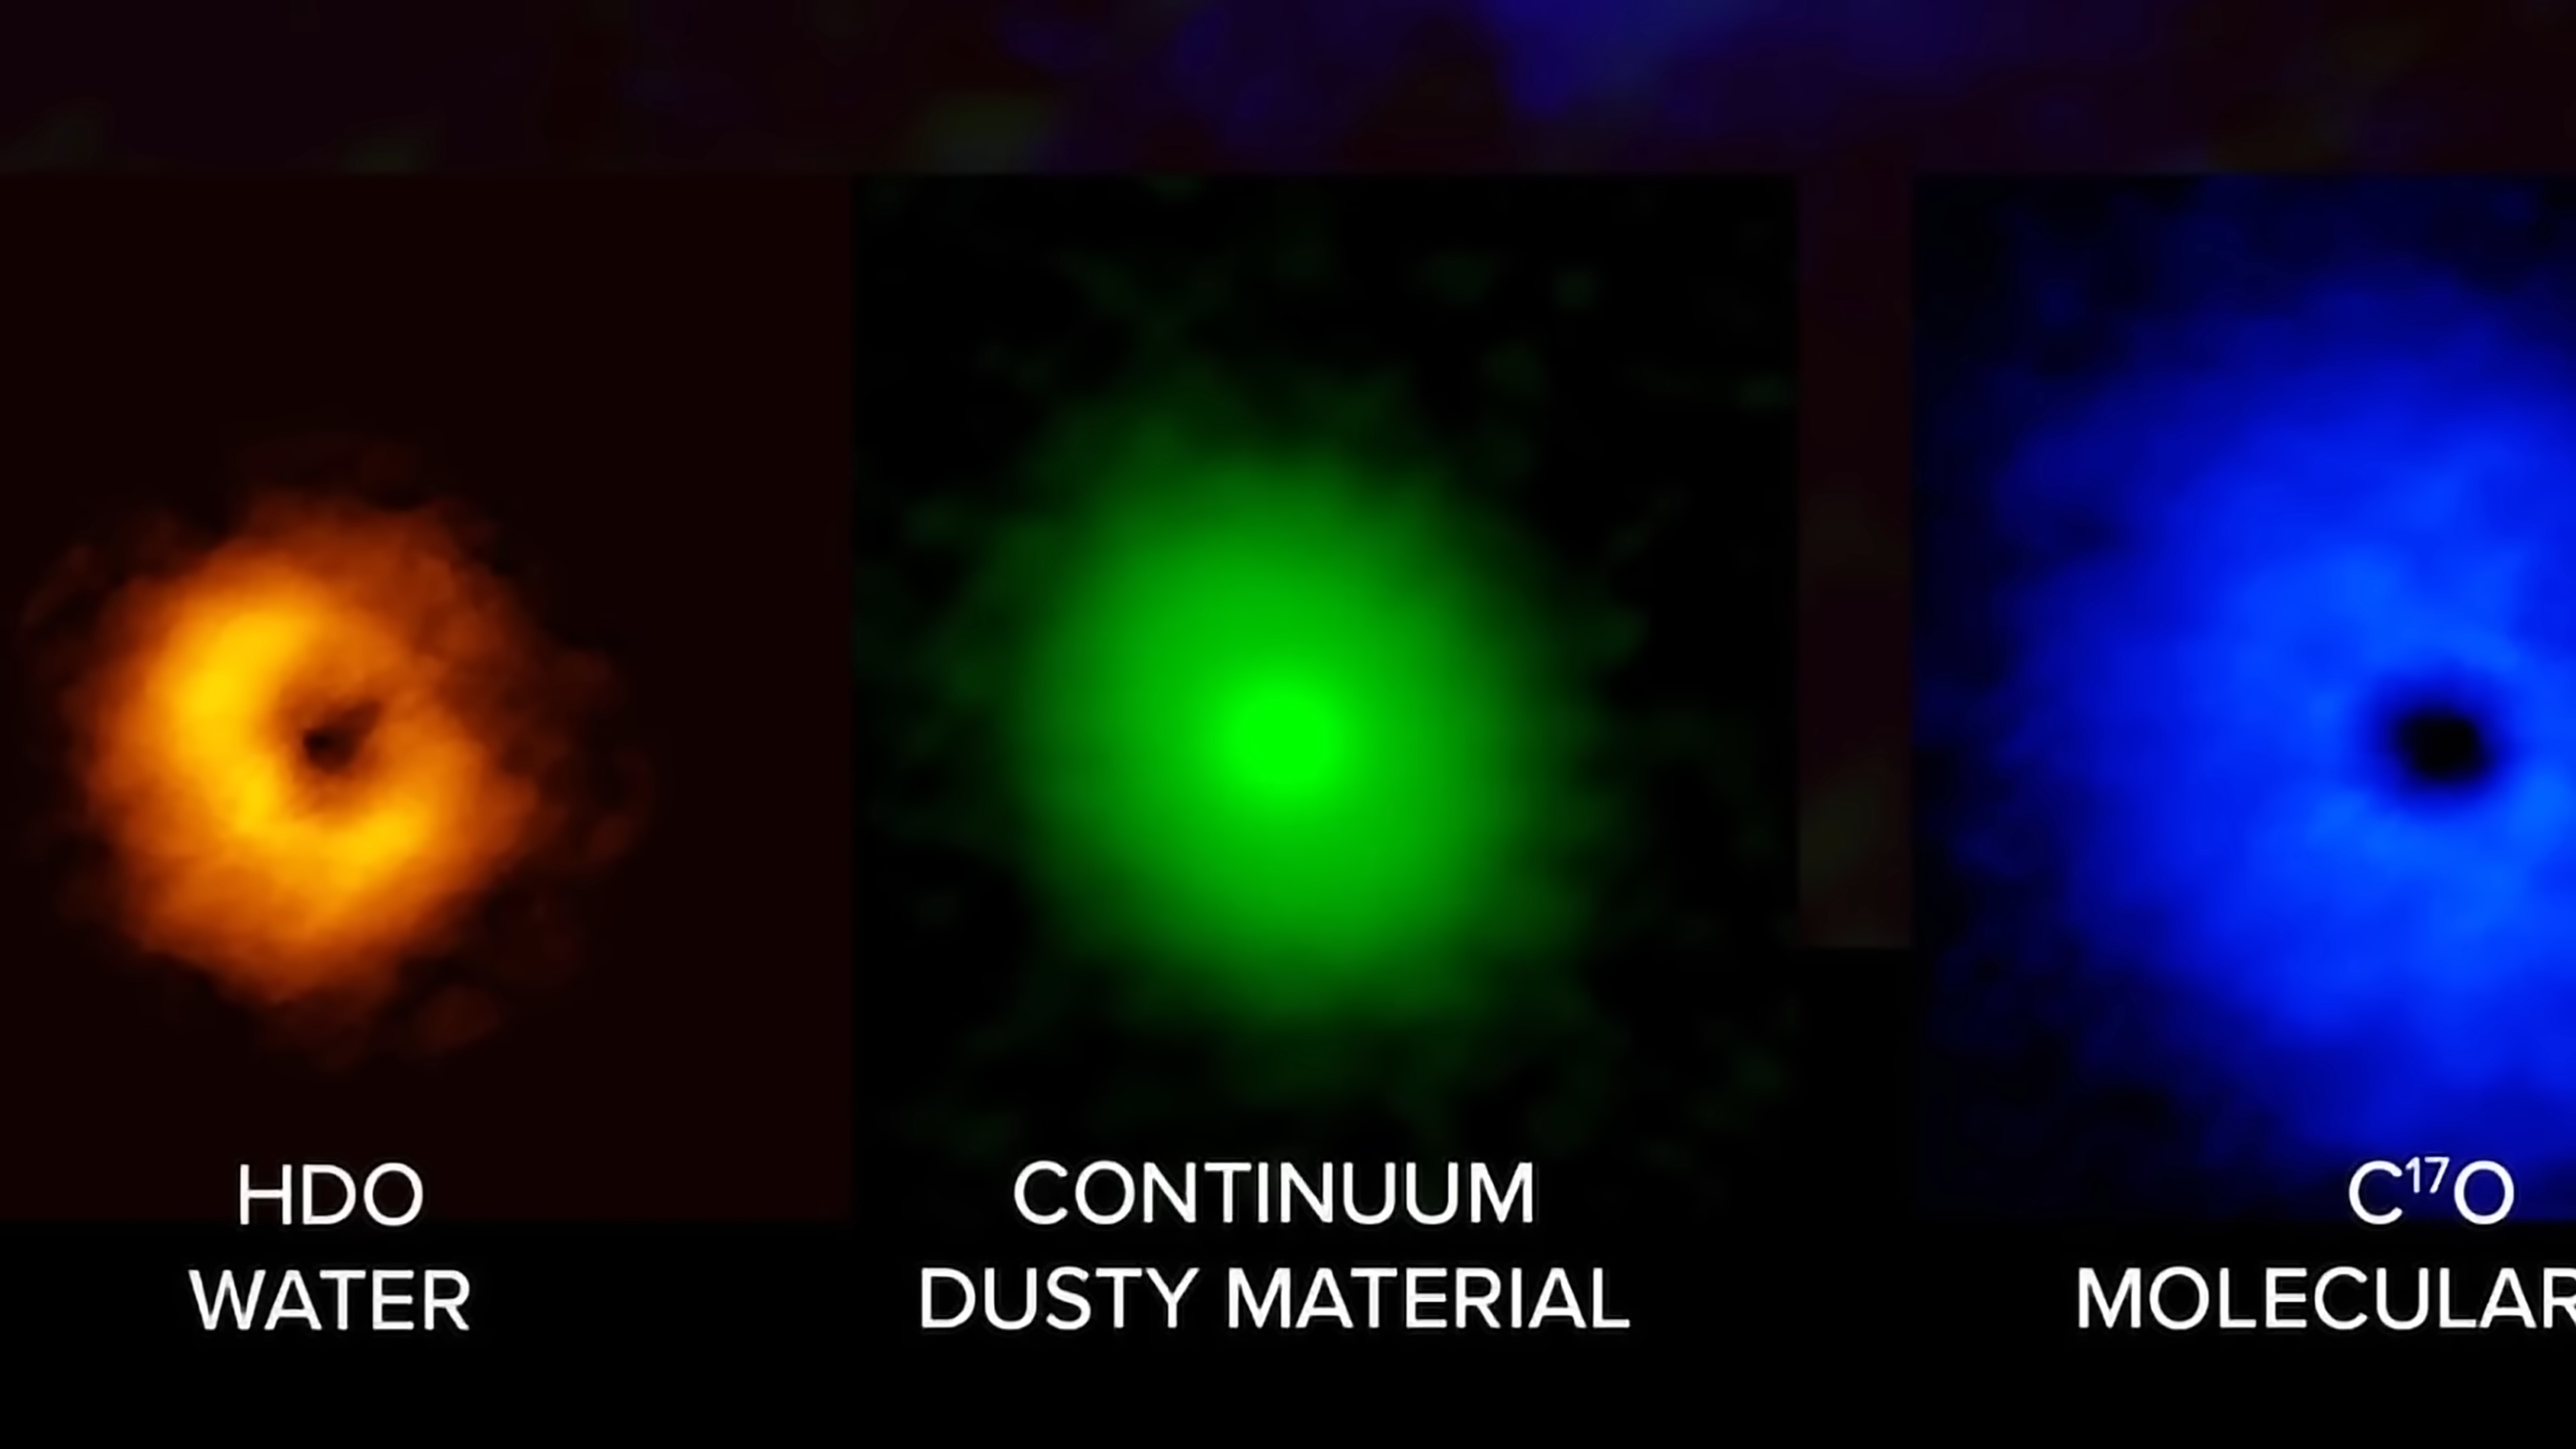 HDO
WATER
CONTINUUM
DUSTY MATERIAL
C¹⁷O
MOLECULAR